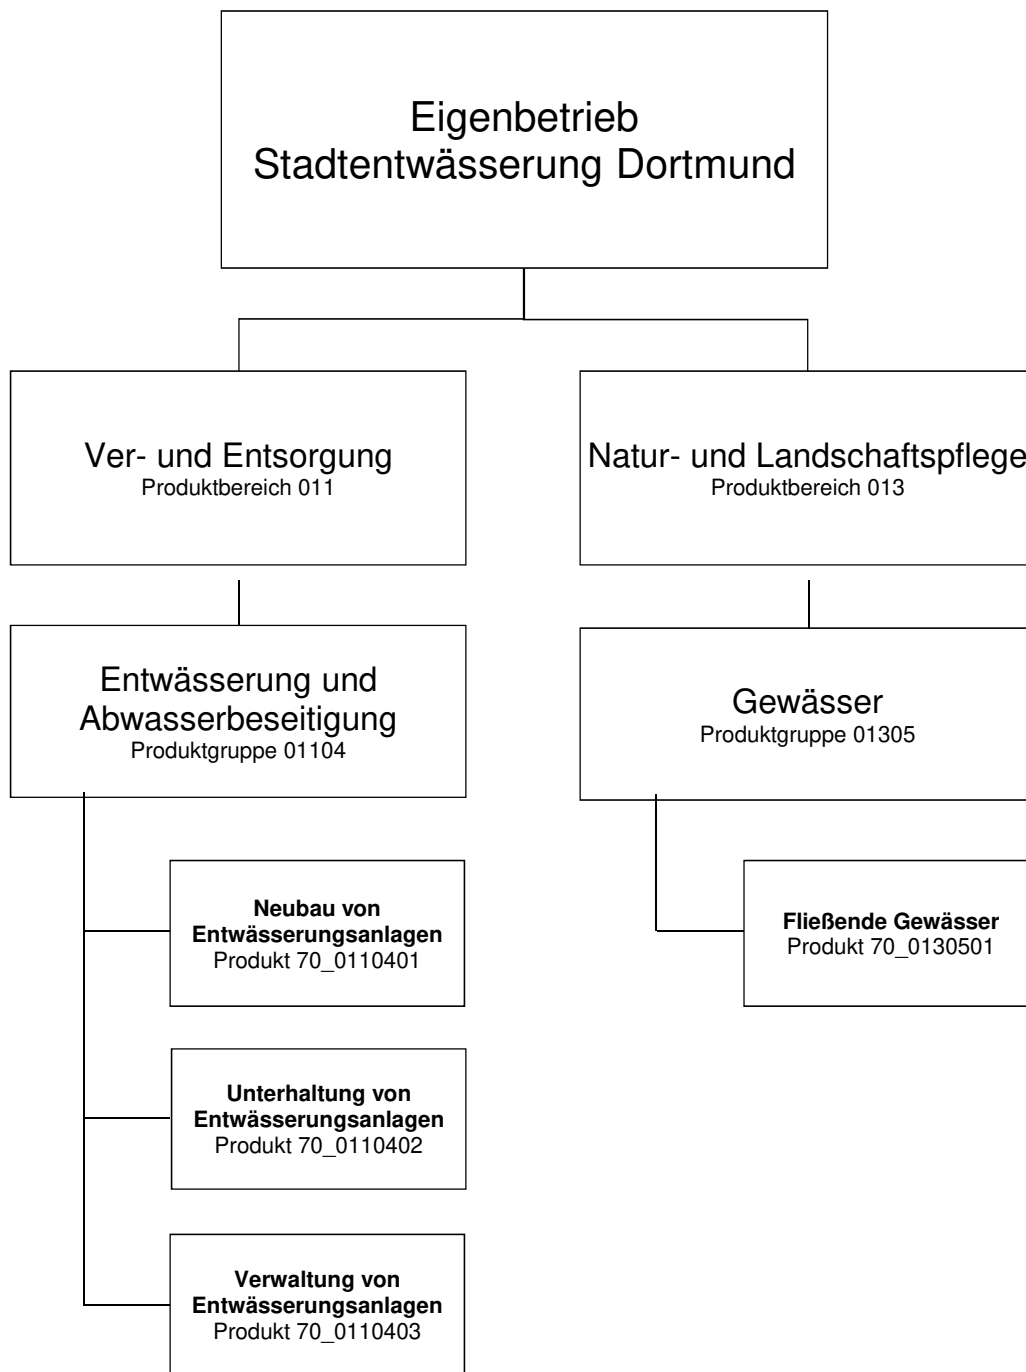 Eigenbetrieb
Stadtentwässerung Dortmund
Ver- und Entsorgung
Produktbereich 011
Natur- und Landschaftspflege
Produktbereich 013
Entwässerung und
Abwasserbeseitigung
Produktgruppe 01104
Gewässer
Produktgruppe 01305
Neubau von
Entwässerungsanlagen
Produkt 70_0110401
Fließende Gewässer
Produkt 70_0130501
Unterhaltung von
Entwässerungsanlagen
Produkt 70_0110402
Verwaltung von
Entwässerungsanlagen
Produkt 70_0110403